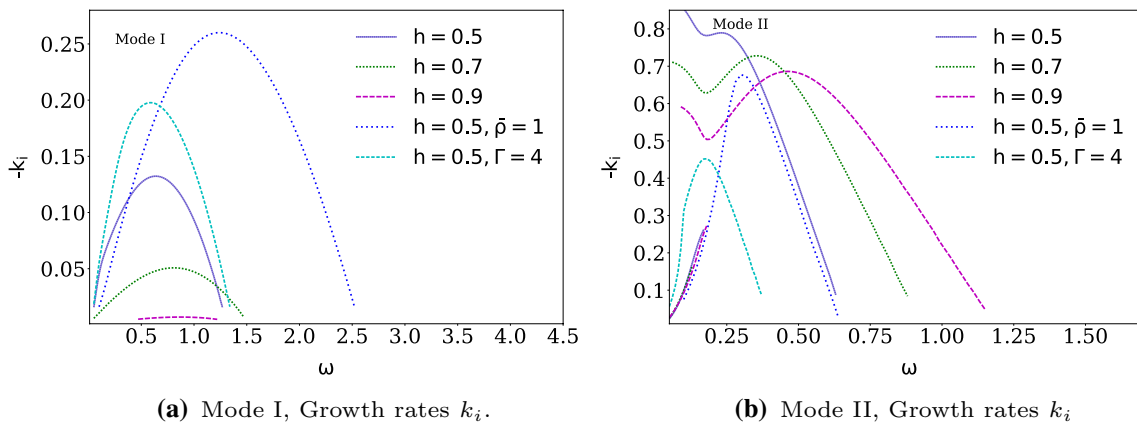 Mode I
h = 0.5
h = 0.7
h = 0.9
h = 0.5, ρ̄ = 1
h = 0.5, Γ = 4
0.25
0.20
0.15
0.10
0.05
-kᵢ
0.5 1.0 1.5 2.0 2.5 3.0 3.5 4.0 4.5
ω
(a) Mode I, Growth rates kᵢ.
Mode II
h = 0.5
h = 0.7
h = 0.9
h = 0.5, ρ̄ = 1
h = 0.5, Γ = 4
0.8
0.7
0.6
0.5
0.4
0.3
0.2
0.1
-kᵢ
0.25 0.50 0.75 1.00 1.25 1.50
ω
(b) Mode II, Growth rates kᵢ